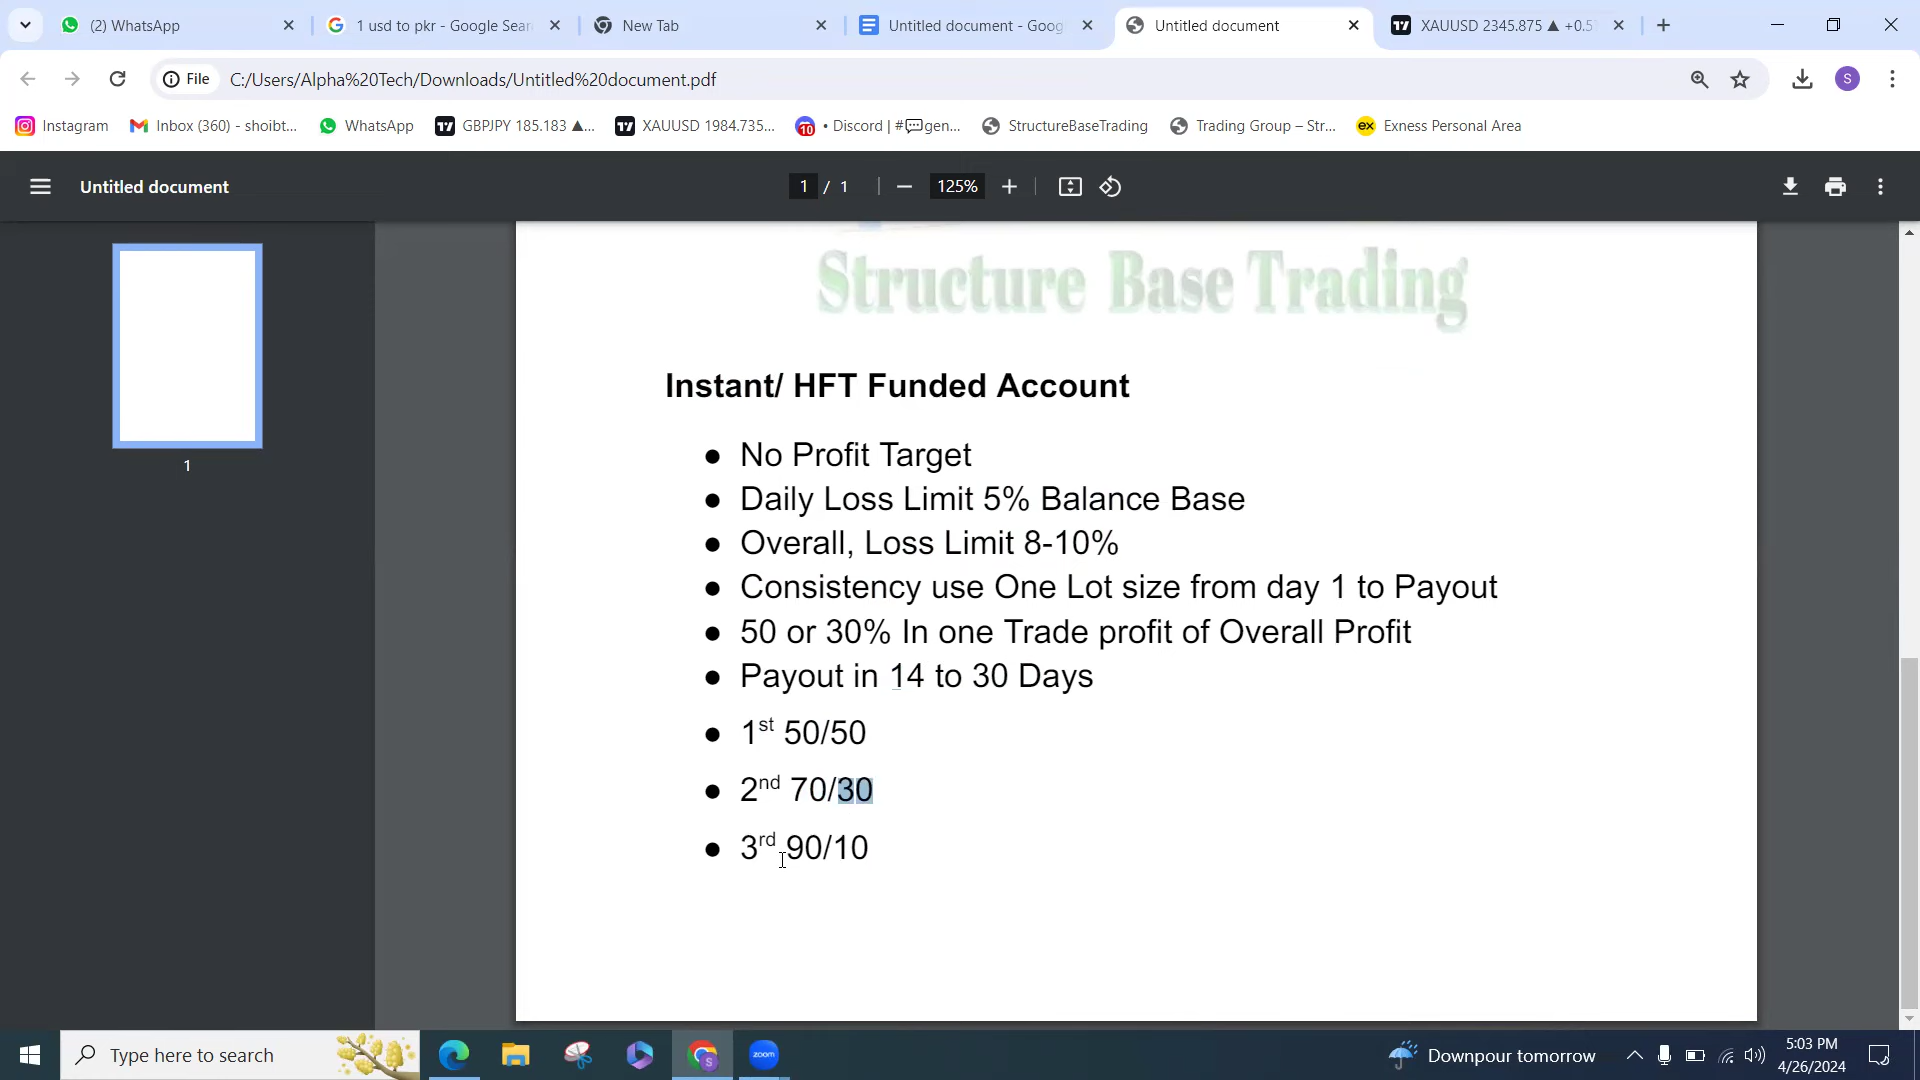 (2) WhatsApp
1 usd to pkr - Google Sear
New Tab
Untitled document - Goog
Untitled document
XAUUSD 2345.875 ▲ +0.5
File
C:/Users/Alpha%20Tech/Downloads/Untitled%20document.pdf
S
Instagram
Inbox (360) - shoibt...
WhatsApp
GBPJPY 185.183 ▲...
XAUUSD 1984.735...
10
• Discord | #💬gen...
StructureBaseTrading
Trading Group – Str...
ex
Exness Personal Area
Untitled document
1 / 1
125%
1
Structure Base Trading
Instant/ HFT Funded Account
● No Profit Target
● Daily Loss Limit 5% Balance Base
● Overall, Loss Limit 8-10%
● Consistency use One Lot size from day 1 to Payout
● 50 or 30% In one Trade profit of Overall Profit
● Payout in 14 to 30 Days
● 1st 50/50
● 2nd 70/30
● 3rd 90/10
Type here to search
zoom
Downpour tomorrow
5:03 PM
4/26/2024